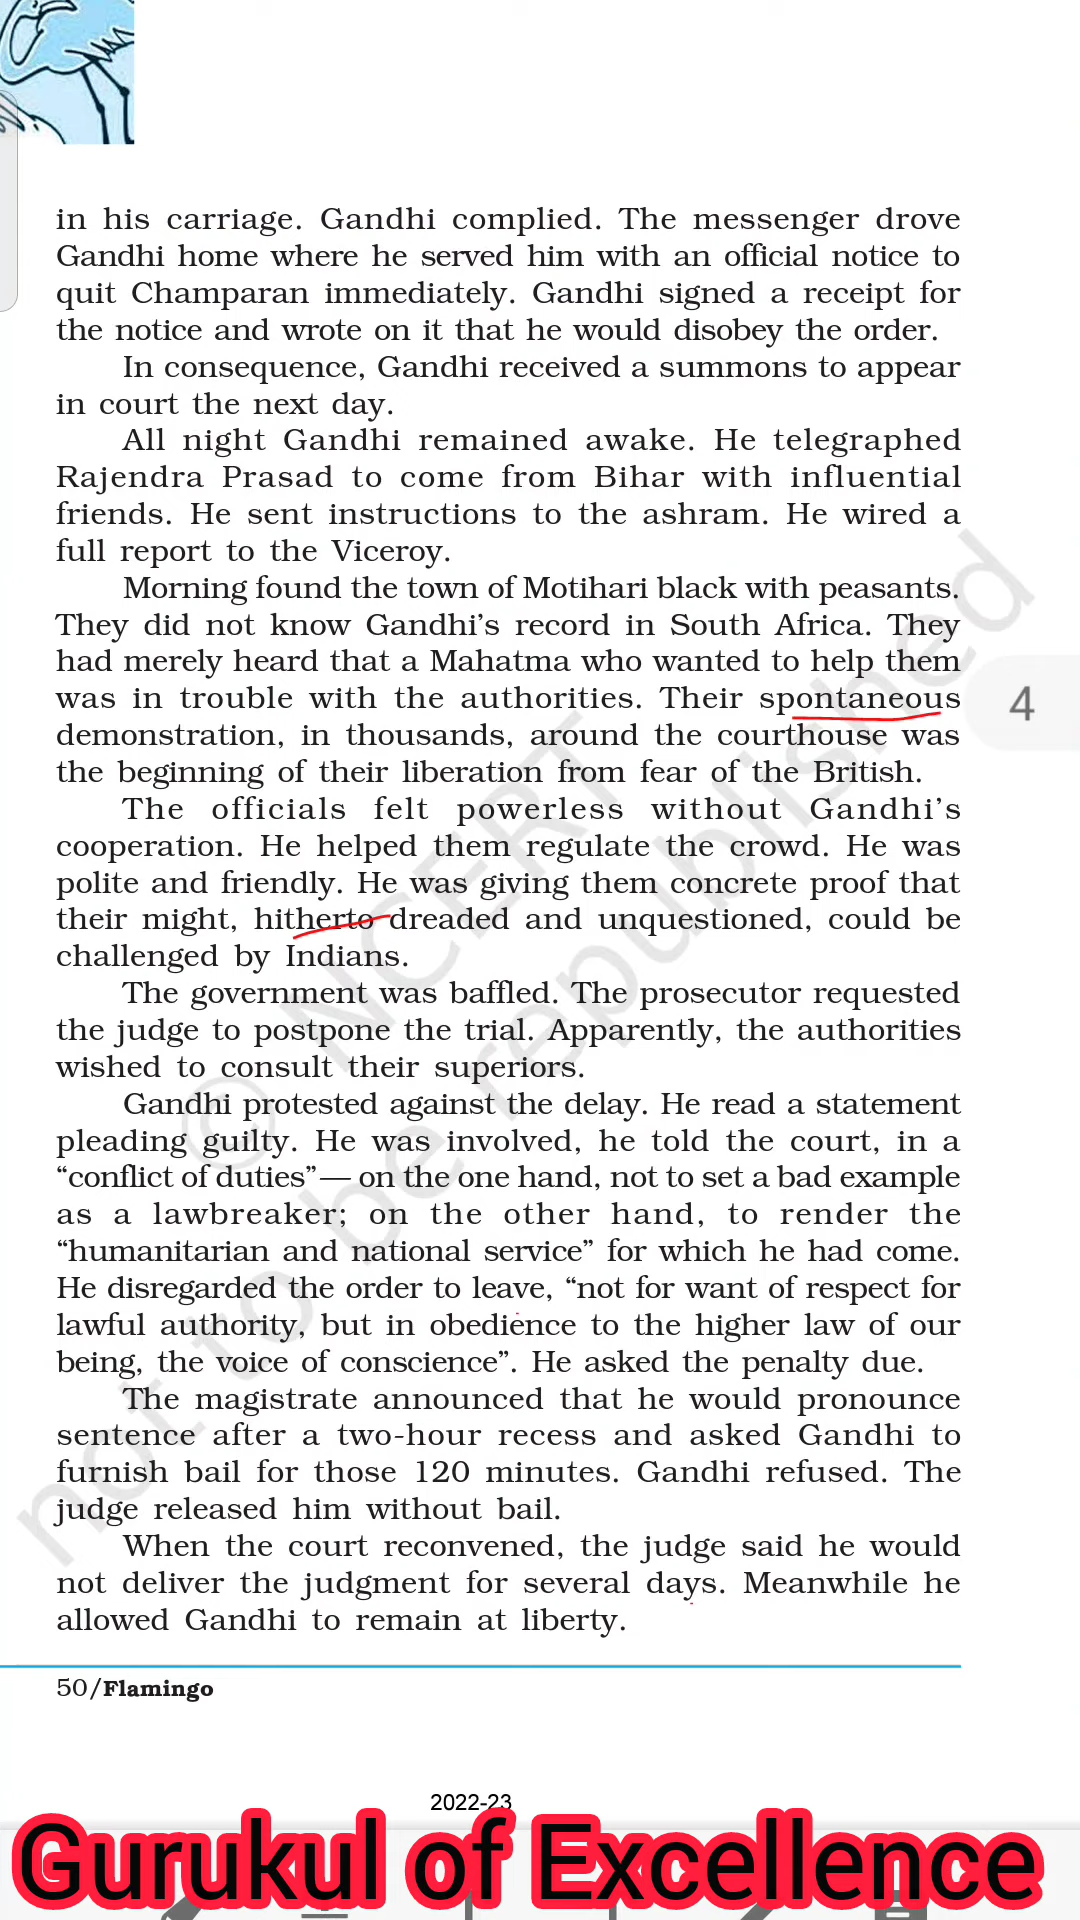 in his carriage. Gandhi complied. The messenger drove
Gandhi home where he served him with an official notice to
quit Champaran immediately. Gandhi signed a receipt for
the notice and wrote on it that he would disobey the order.
In consequence, Gandhi received a summons to appear
in court the next day.
All night Gandhi remained awake. He telegraphed
Rajendra Prasad to come from Bihar with influential
friends. He sent instructions to the ashram. He wired a
full report to the Viceroy.
Morning found the town of Motihari black with peasants.
They did not know Gandhi’s record in South Africa. They
had merely heard that a Mahatma who wanted to help them
was in trouble with the authorities. Their spontaneous
4
demonstration, in thousands, around the courthouse was
the beginning of their liberation from fear of the British.
The officials felt powerless without Gandhi’s
cooperation. He helped them regulate the crowd. He was
polite and friendly. He was giving them concrete proof that
their might, hitherto dreaded and unquestioned, could be
challenged by Indians.
The government was baffled. The prosecutor requested
the judge to postpone the trial. Apparently, the authorities
wished to consult their superiors.
Gandhi protested against the delay. He read a statement
pleading guilty. He was involved, he told the court, in a
“conflict of duties”— on the one hand, not to set a bad example
as a lawbreaker; on the other hand, to render the
“humanitarian and national service” for which he had come.
He disregarded the order to leave, “not for want of respect for
lawful authority, but in obedience to the higher law of our
being, the voice of conscience”. He asked the penalty due.
The magistrate announced that he would pronounce
sentence after a two-hour recess and asked Gandhi to
furnish bail for those 120 minutes. Gandhi refused. The
judge released him without bail.
When the court reconvened, the judge said he would
not deliver the judgment for several days. Meanwhile he
allowed Gandhi to remain at liberty.
© NCERT
not to be republished
50/Flamingo
2022-23
Gurukul of Excellence